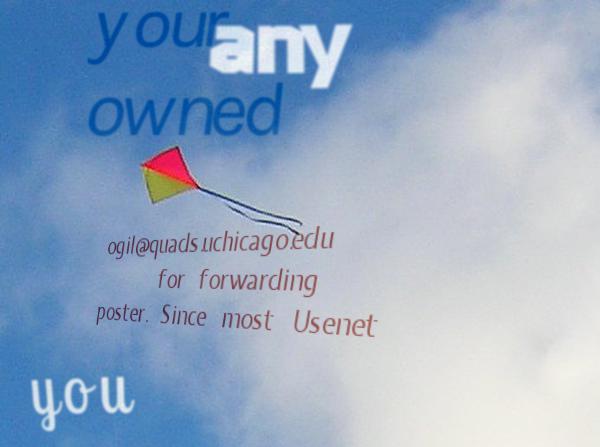 your
any
owned
ogil@quads.uchicago.edu
for forwarding
poster. Since most Usenet
you